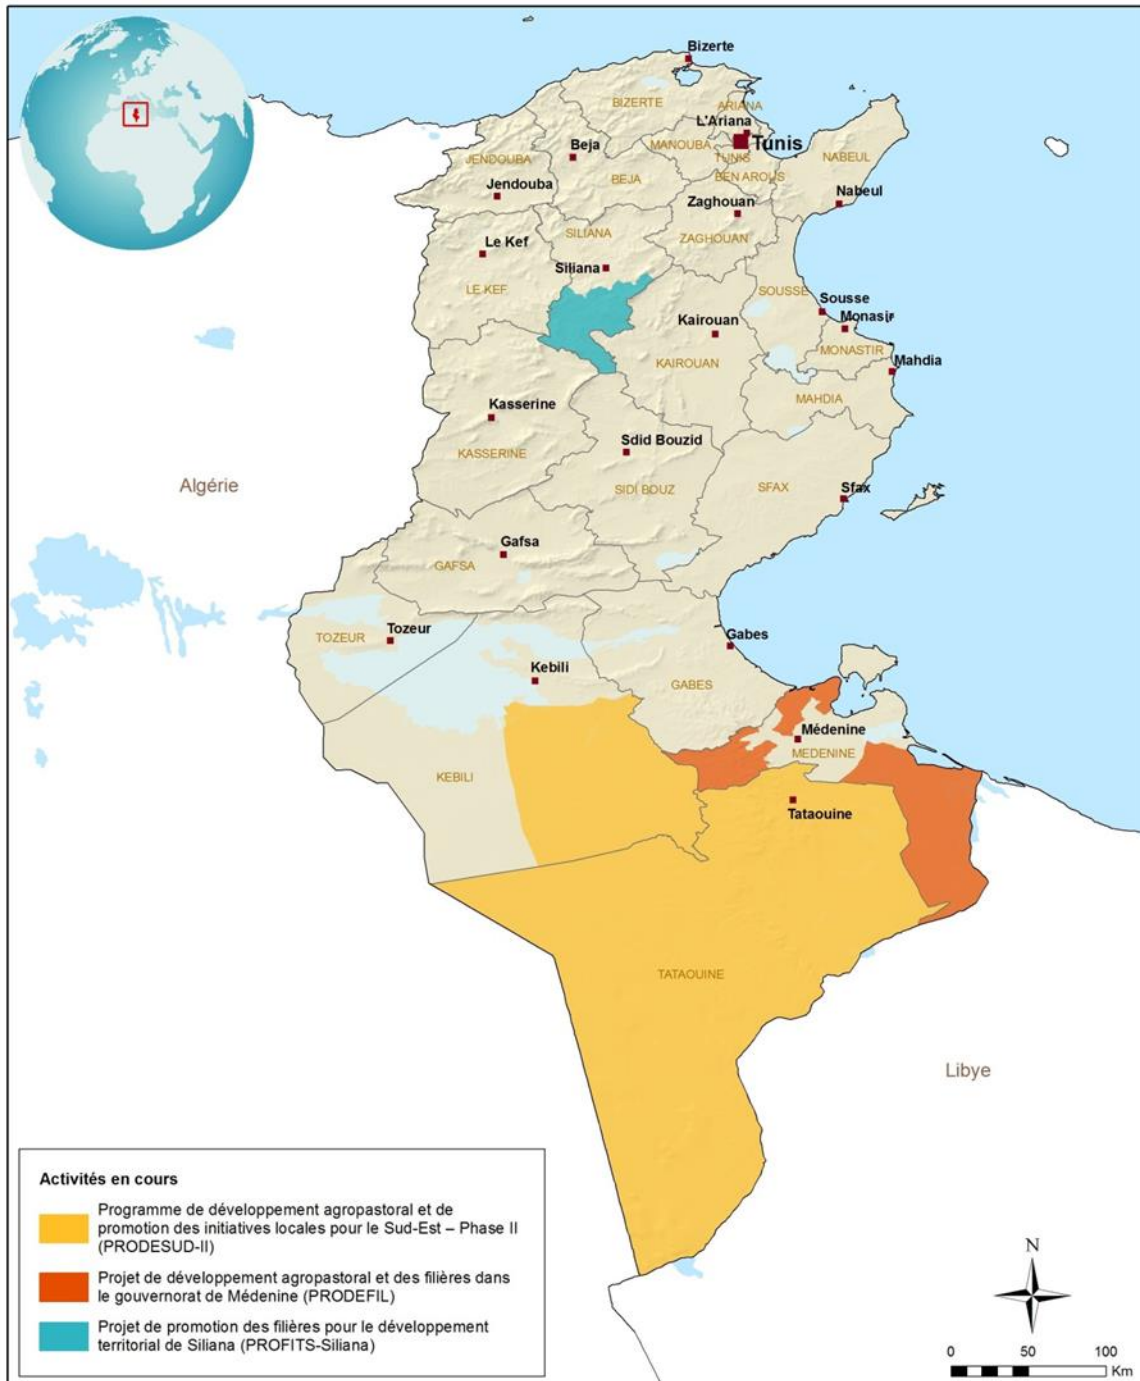 Bizerte
BIZERTE
ARIANA
L'Ariana
Tunis
MANOUBA
TUNIS
BEN AROUS
NABEUL
Beja
JENDOUBA
BEJA
Jendouba
Nabeul
Zaghouan
ZAGHOUAN
SILIANA
Le Kef
Siliana
LE KEF
SOUSSE
Sousse
Monasir
Kairouan
MONASTIR
KAIROUAN
Mahdia
MAHDIA
Kasserine
KASSERINE
Sdid Bouzid
SIDI BOUZ
SFAX
Sfax
Algérie
Gafsa
GAFSA
Tozeur
TOZEUR
Gabes
Kebili
GABES
Médenine
MEDENINE
KEBILI
Tataouine
TATAOUINE
Libye
Activités en cours
Programme de développement agropastoral et de
promotion des initiatives locales pour le Sud-Est – Phase II
(PRODESUD-II)
Projet de développement agropastoral et des filières dans
le gouvernorat de Médenine (PRODEFIL)
Projet de promotion des filières pour le développement
territorial de Siliana (PROFITS-Siliana)
N
0 50 100
Km